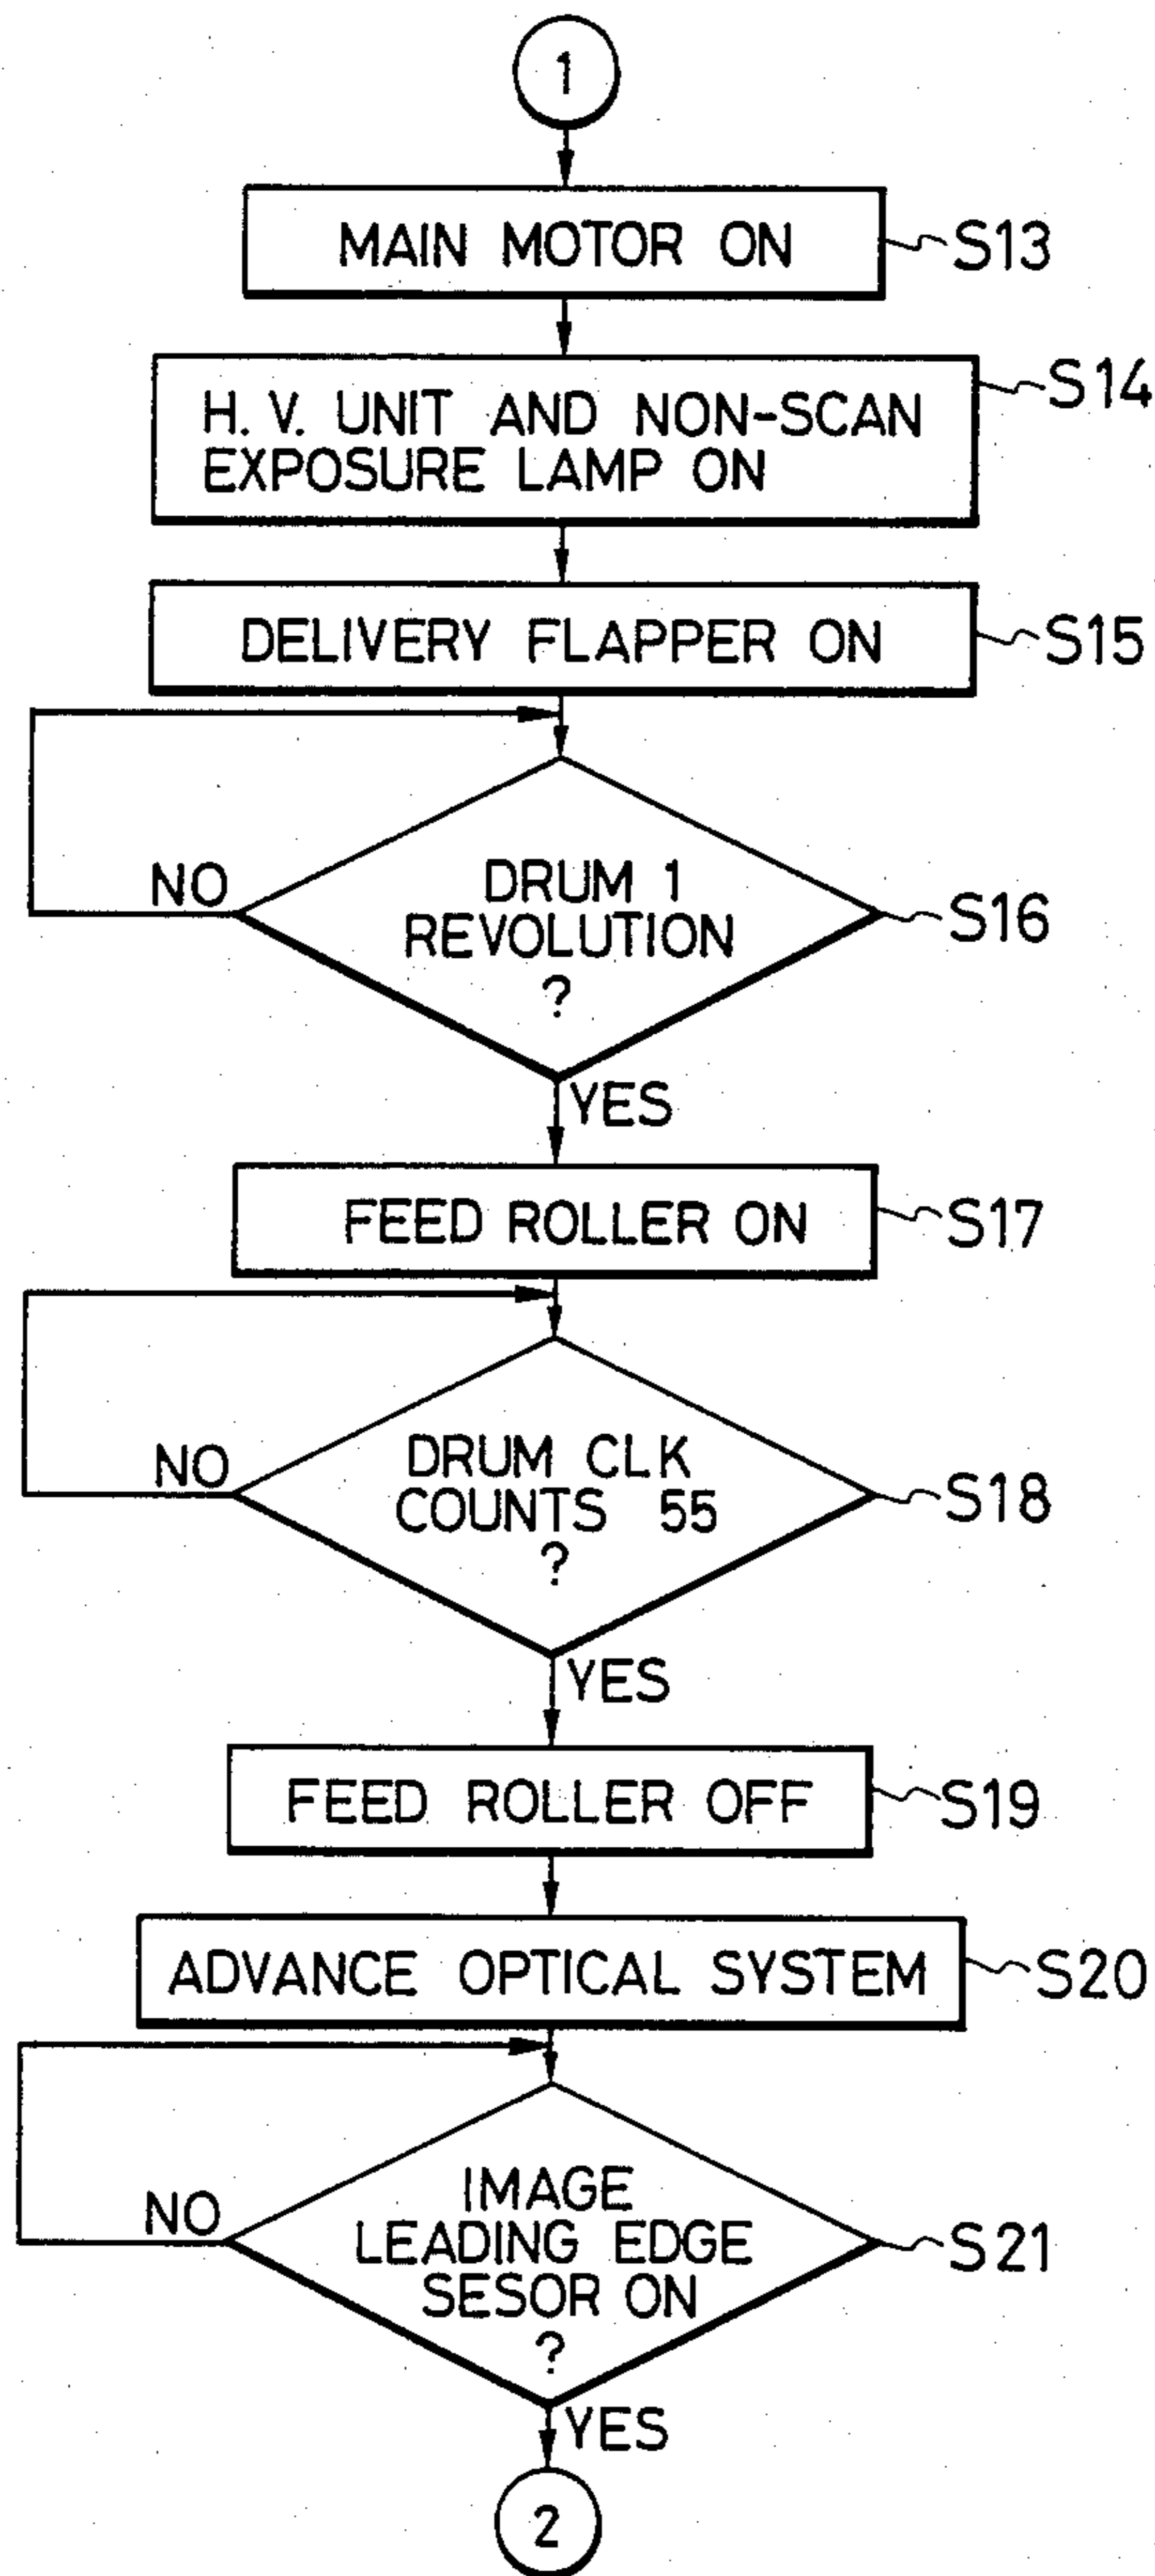 1
MAIN MOTOR ON
S13
H. V. UNIT AND NON-SCAN
EXPOSURE LAMP ON
S14
DELIVERY FLAPPER ON
S15
DRUM 1
REVOLUTION
?
NO
S16
YES
FEED ROLLER ON
S17
DRUM CLK
COUNTS 55
?
NO
S18
YES
FEED ROLLER OFF
S19
ADVANCE OPTICAL SYSTEM
S20
IMAGE
LEADING EDGE
SESOR ON
?
NO
S21
YES
2